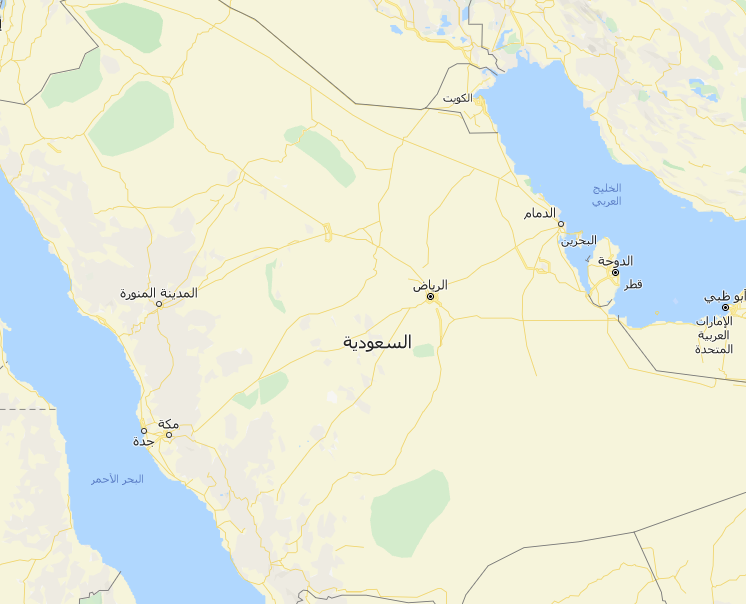 الكويت
الخليج
العربي
الدمام
البحرين
الدوحة
قطر
الرياض
المدينة المنورة
أبو ظبي
الإمارات
العربية
المتحدة
السعودية
مكة
جدة
البحر الأحمر